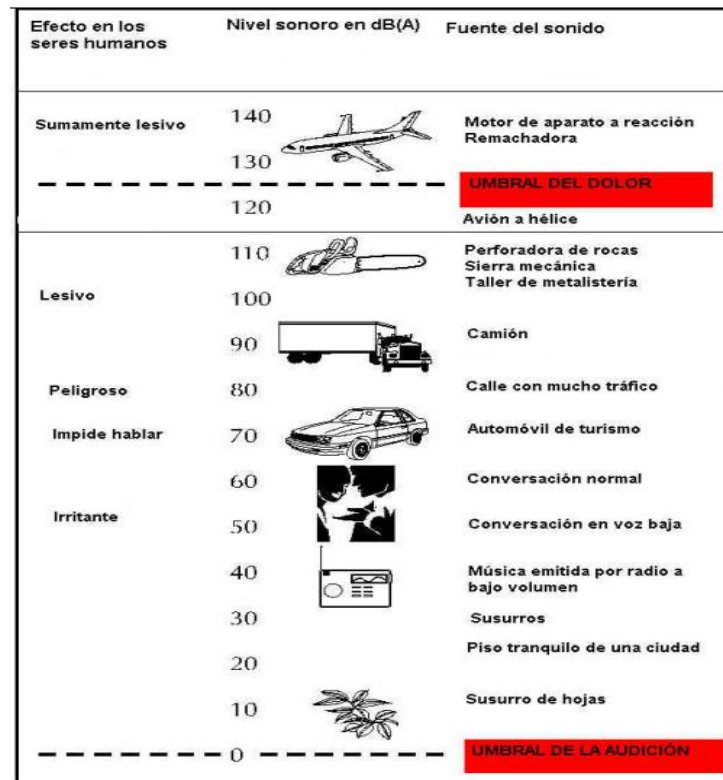 Efecto en los
seres humanos
Nivel sonoro en dB(A)
Fuente del sonido
Sumamente lesivo
140
Motor de aparato a reacción
Remachadora
130
UMBRAL DEL DOLOR
120
Avión a hélice
110
Perforadora de rocas
Sierra mecánica
Taller de metalistería
Lesivo
100
90
Camión
Peligroso
80
Calle con mucho tráfico
Impide hablar
70
Automóvil de turismo
60
Conversación normal
Irritante
50
Conversación en voz baja
40
Música emitida por radio a
bajo volumen
30
Susurros
20
Piso tranquilo de una ciudad
10
Susurro de hojas
0
UMBRAL DE LA AUDICIÓN